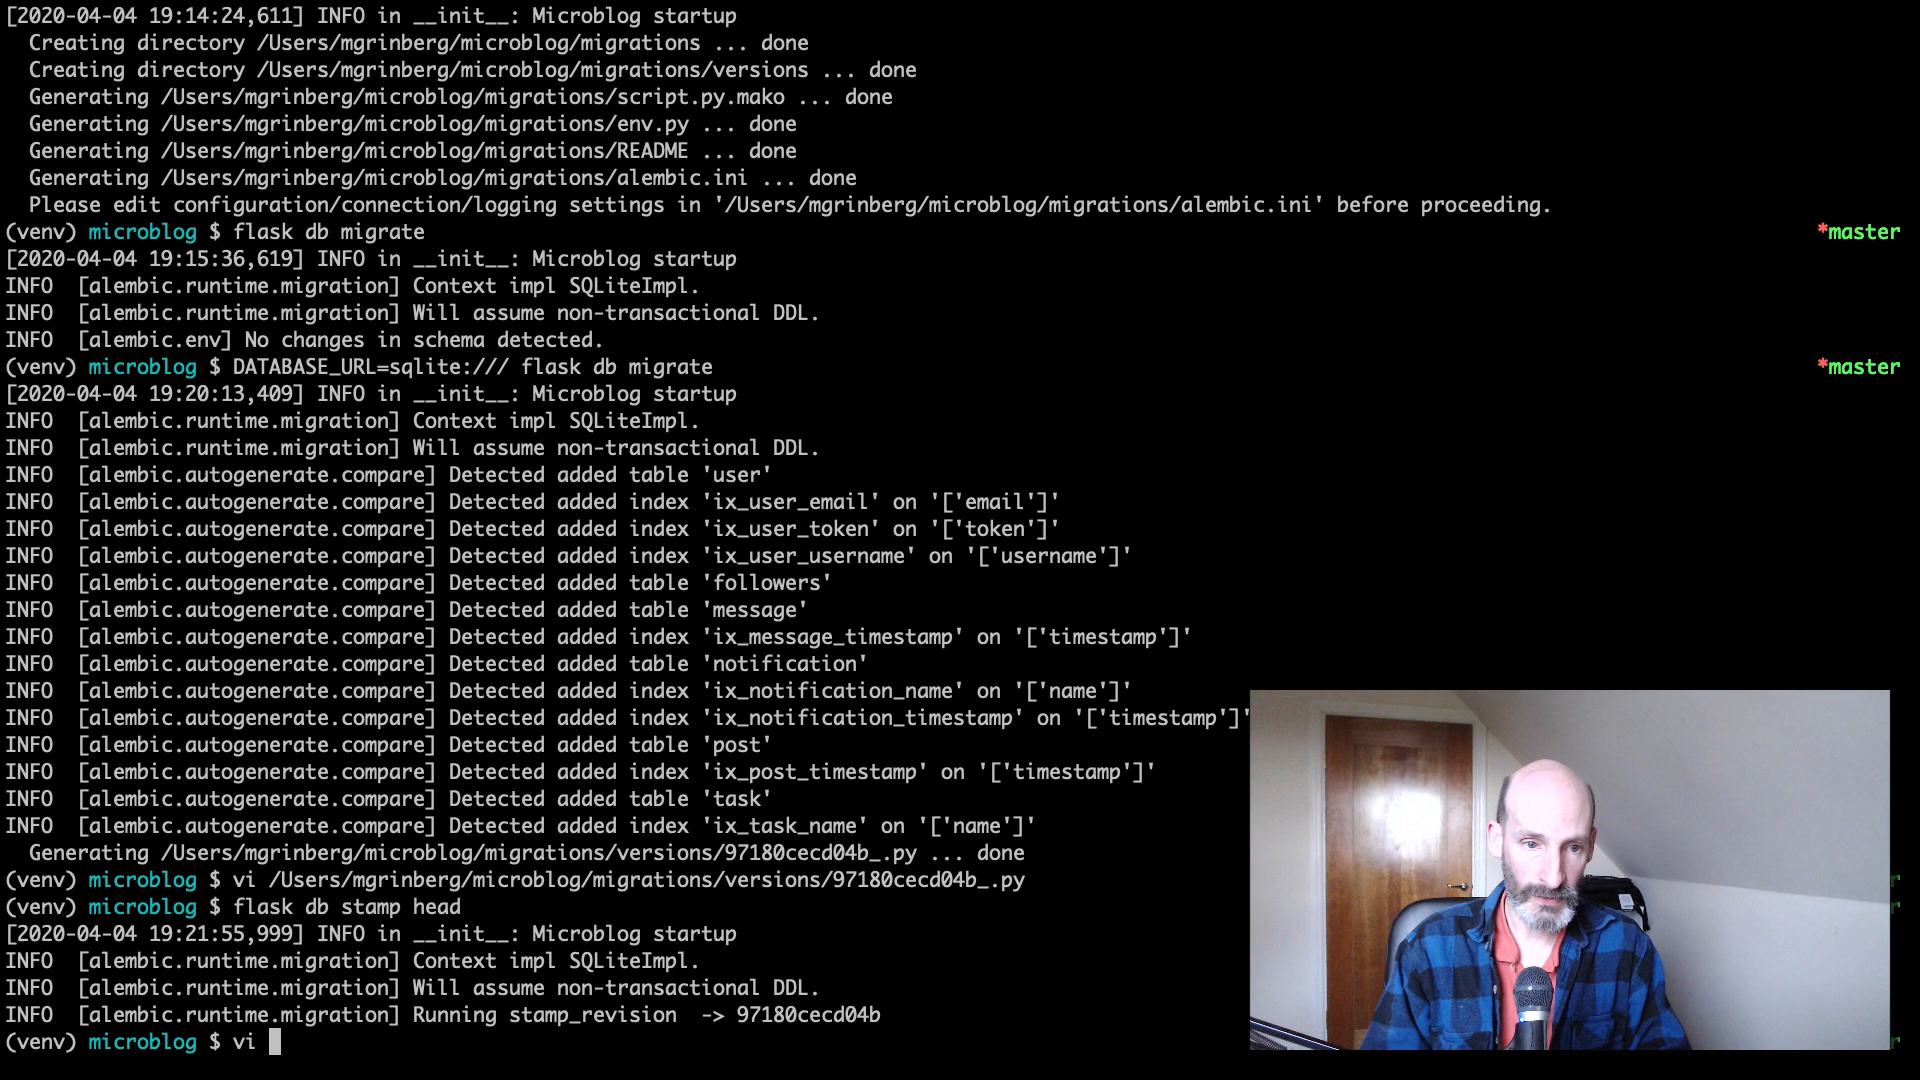 [2020-04-04 19:14:24,611] INFO in __init__: Microblog startup
  Creating directory /Users/mgrinberg/microblog/migrations ... done
  Creating directory /Users/mgrinberg/microblog/migrations/versions ... done
  Generating /Users/mgrinberg/microblog/migrations/script.py.mako ... done
  Generating /Users/mgrinberg/microblog/migrations/env.py ... done
  Generating /Users/mgrinberg/microblog/migrations/README ... done
  Generating /Users/mgrinberg/microblog/migrations/alembic.ini ... done
  Please edit configuration/connection/logging settings in '/Users/mgrinberg/microblog/migrations/alembic.ini' before proceeding.
(venv) microblog $ flask db migrate *master
[2020-04-04 19:15:36,619] INFO in __init__: Microblog startup
INFO  [alembic.runtime.migration] Context impl SQLiteImpl.
INFO  [alembic.runtime.migration] Will assume non-transactional DDL.
INFO  [alembic.env] No changes in schema detected.
(venv) microblog $ DATABASE_URL=sqlite:/// flask db migrate *master
[2020-04-04 19:20:13,409] INFO in __init__: Microblog startup
INFO  [alembic.runtime.migration] Context impl SQLiteImpl.
INFO  [alembic.runtime.migration] Will assume non-transactional DDL.
INFO  [alembic.autogenerate.compare] Detected added table 'user'
INFO  [alembic.autogenerate.compare] Detected added index 'ix_user_email' on '['email']'
INFO  [alembic.autogenerate.compare] Detected added index 'ix_user_token' on '['token']'
INFO  [alembic.autogenerate.compare] Detected added index 'ix_user_username' on '['username']'
INFO  [alembic.autogenerate.compare] Detected added table 'followers'
INFO  [alembic.autogenerate.compare] Detected added table 'message'
INFO  [alembic.autogenerate.compare] Detected added index 'ix_message_timestamp' on '['timestamp']'
INFO  [alembic.autogenerate.compare] Detected added table 'notification'
INFO  [alembic.autogenerate.compare] Detected added index 'ix_notification_name' on '['name']'
INFO  [alembic.autogenerate.compare] Detected added index 'ix_notification_timestamp' on '['timestamp']'
INFO  [alembic.autogenerate.compare] Detected added table 'post'
INFO  [alembic.autogenerate.compare] Detected added index 'ix_post_timestamp' on '['timestamp']'
INFO  [alembic.autogenerate.compare] Detected added table 'task'
INFO  [alembic.autogenerate.compare] Detected added index 'ix_task_name' on '['name']'
  Generating /Users/mgrinberg/microblog/migrations/versions/97180cecd04b_.py ... done
(venv) microblog $ vi /Users/mgrinberg/microblog/migrations/versions/97180cecd04b_.py
(venv) microblog $ flask db stamp head
[2020-04-04 19:21:55,999] INFO in __init__: Microblog startup
INFO  [alembic.runtime.migration] Context impl SQLiteImpl.
INFO  [alembic.runtime.migration] Will assume non-transactional DDL.
INFO  [alembic.runtime.migration] Running stamp_revision  -> 97180cecd04b
(venv) microblog $ vi